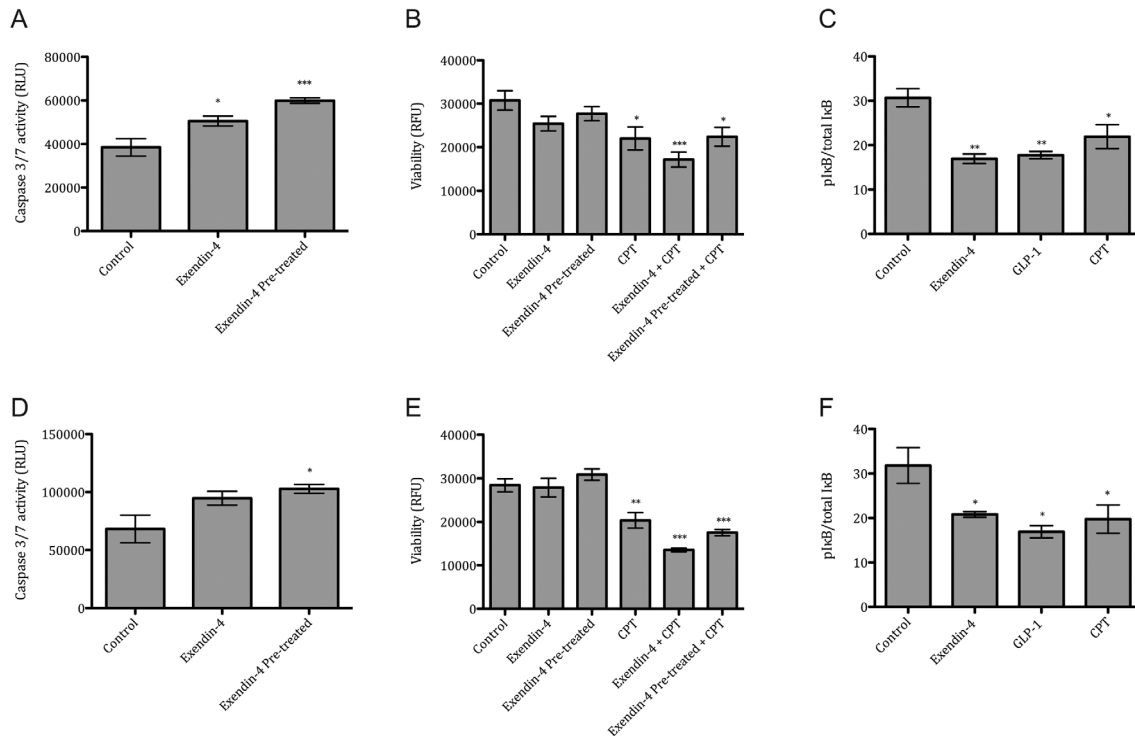 A
Caspase 3/7 activity (RLU)
80000
60000
40000
20000
0
*
***
Control
Exendin-4
Exendin-4 Pre-treated
B
Viability (RFU)
40000
30000
20000
10000
0
*
***
*
Control
Exendin-4
Exendin-4 Pre-treated
CPT
Exendin-4 + CPT
Exendin-4 Pre-treated + CPT
C
pIκB/total IκB
40
30
20
10
0
**
**
*
Control
Exendin-4
GLP-1
CPT
D
Caspase 3/7 activity (RLU)
150000
100000
50000
0
*
Control
Exendin-4
Exendin-4 Pre-treated
E
Viability (RFU)
40000
30000
20000
10000
0
**
***
***
Control
Exendin-4
Exendin-4 Pre-treated
CPT
Exendin-4 + CPT
Exendin-4 Pre-treated + CPT
F
pIκB/total IκB
40
30
20
10
0
*
*
*
Control
Exendin-4
GLP-1
CPT